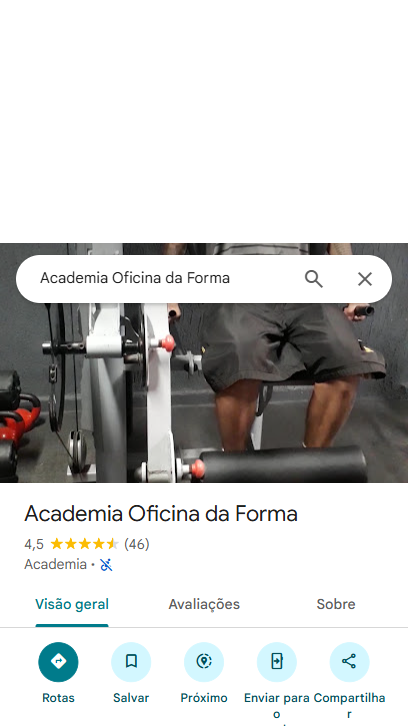 Academia Oficina da Forma
Academia Oficina da Forma
4,5 (46)
Academia ·
Visão geral Avaliações Sobre
Rotas Salvar Próximo Enviar para o Compartilhar